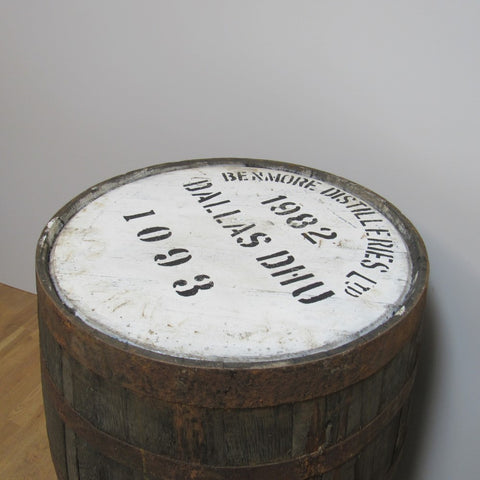 BENMORE DISTILLERIES LTD
1982
DALLAS DHU
1093